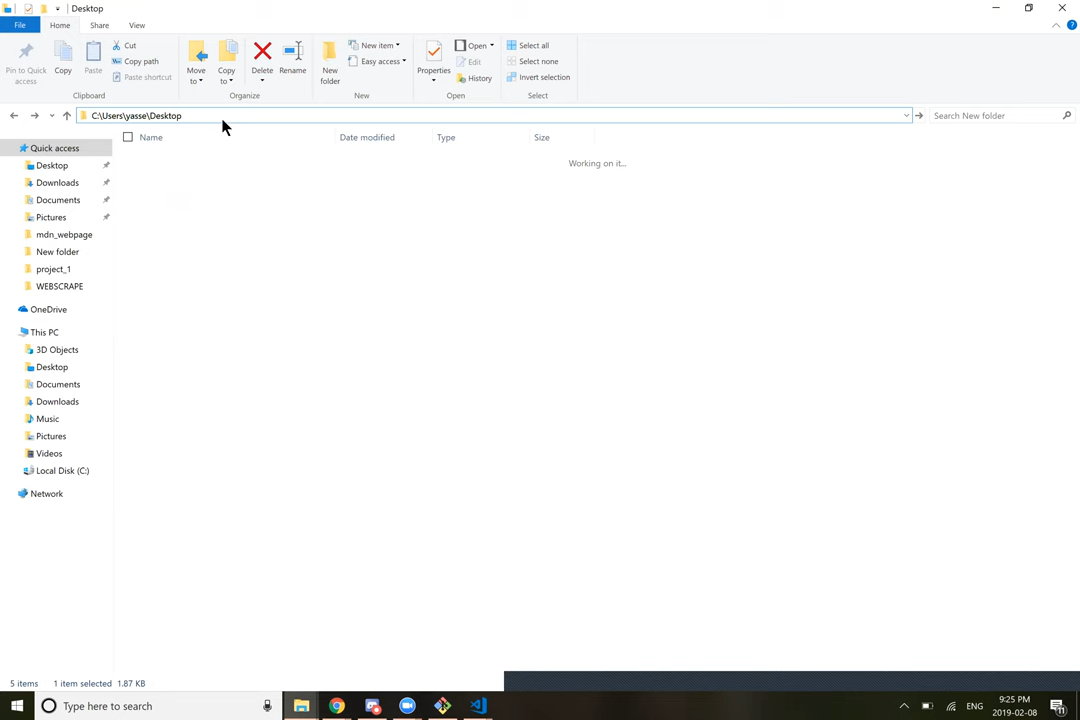 Desktop
File Home Share View
Pin to Quick access
Copy
Paste
Cut
Copy path
Paste shortcut
Clipboard
Move to
Copy to
Delete
Rename
Organize
New folder
New item
Easy access
New
Properties
Open
Edit
History
Open
Select all
Select none
Invert selection
Select
C:\Users\yasse\Desktop
Search New folder
Name Date modified Type Size
Working on it...
Quick access
Desktop
Downloads
Documents
Pictures
mdn_webpage
New folder
project_1
WEBSCRAPE
OneDrive
This PC
3D Objects
Desktop
Documents
Downloads
Music
Pictures
Videos
Local Disk (C:)
Network
5 items 1 item selected 1.87 KB
Type here to search
ENG
9:25 PM
2019-02-08